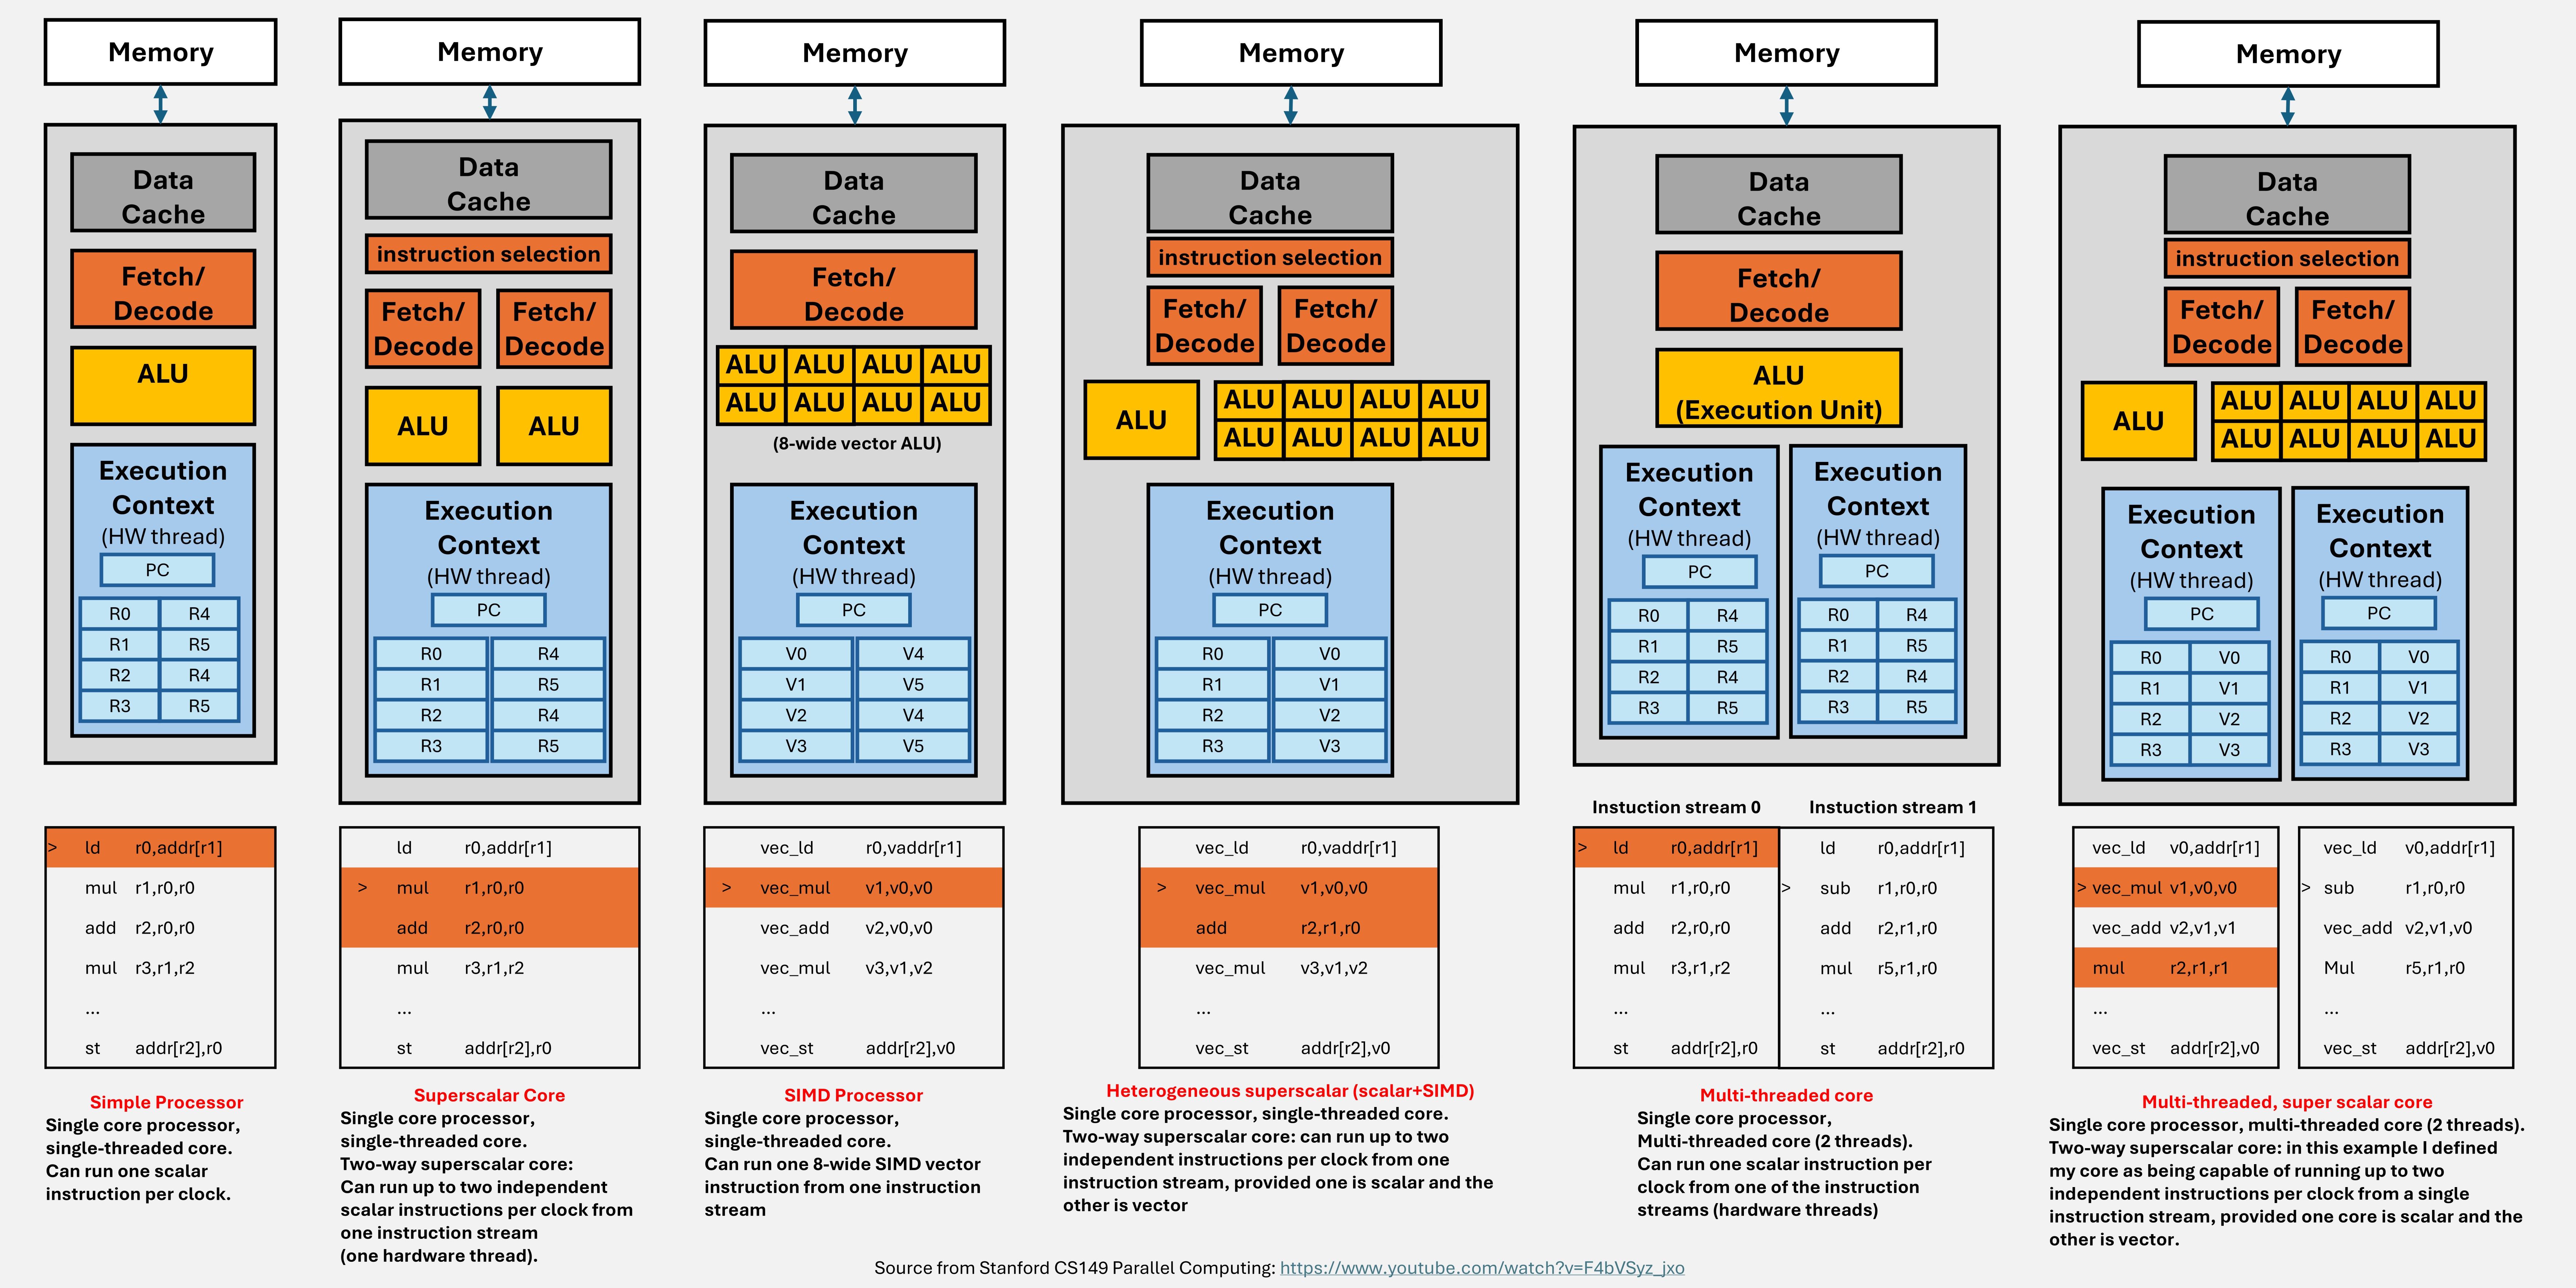 Memory
Data
Cache
Fetch/
Decode
ALU
Execution
Context
(HW thread)
PC
R0 R4
R1 R5
R2 R4
R3 R5
> ld r0,addr[r1]
mul r1,r0,r0
add r2,r0,r0
mul r3,r1,r2
...
st addr[r2],r0
Simple Processor
Single core processor,
single-threaded core.
Can run one scalar
instruction per clock.
Memory
Data
Cache
instruction selection
Fetch/ Fetch/
Decode Decode
ALU ALU
Execution
Context
(HW thread)
PC
R0 R4
R1 R5
R2 R4
R3 R5
ld r0,addr[r1]
> mul r1,r0,r0
add r2,r0,r0
mul r3,r1,r2
...
st addr[r2],r0
Superscalar Core
Single core processor,
single-threaded core.
Two-way superscalar core:
Can run up to two independent
scalar instructions per clock from
one instruction stream
(one hardware thread).
Memory
Data
Cache
Fetch/
Decode
ALU ALU ALU ALU
ALU ALU ALU ALU
(8-wide vector ALU)
Execution
Context
(HW thread)
PC
V0 V4
V1 V5
V2 V4
V3 V5
vec_ld r0,vaddr[r1]
> vec_mul v1,v0,v0
vec_add v2,v0,v0
vec_mul v3,v1,v2
...
vec_st addr[r2],v0
SIMD Processor
Single core processor,
single-threaded core.
Can run one 8-wide SIMD vector
instruction from one instruction
stream
Memory
Data
Cache
instruction selection
Fetch/ Fetch/
Decode Decode
ALU
ALU ALU ALU ALU
ALU ALU ALU ALU
Execution
Context
(HW thread)
PC
R0 V0
R1 V1
R2 V2
R3 V3
vec_ld r0,vaddr[r1]
> vec_mul v1,v0,v0
add r2,r1,r0
vec_mul v3,v1,v2
...
vec_st addr[r2],v0
Heterogeneous superscalar (scalar+SIMD)
Single core processor, single-threaded core.
Two-way superscalar core: can run up to two
independent instructions per clock from one
instruction stream, provided one is scalar and the
other is vector
Memory
Data
Cache
Fetch/
Decode
ALU
(Execution Unit)
Execution
Context
(HW thread)
PC
R0 R4
R1 R5
R2 R4
R3 R5
Execution
Context
(HW thread)
PC
R0 R4
R1 R5
R2 R4
R3 R5
Instuction stream 0
> ld r0,addr[r1]
mul r1,r0,r0
add r2,r0,r0
mul r3,r1,r2
...
st addr[r2],r0
Instuction stream 1
ld r0,addr[r1]
> sub r1,r0,r0
add r2,r1,r0
mul r5,r1,r0
...
st addr[r2],r0
Multi-threaded core
Single core processor,
Multi-threaded core (2 threads).
Can run one scalar instruction per
clock from one of the instruction
streams (hardware threads)
Memory
Data
Cache
instruction selection
Fetch/ Fetch/
Decode Decode
ALU
ALU ALU ALU ALU
ALU ALU ALU ALU
Execution
Context
(HW thread)
PC
R0 V0
R1 V1
R2 V2
R3 V3
Execution
Context
(HW thread)
PC
R0 V0
R1 V1
R2 V2
R3 V3
vec_ld v0,addr[r1]
> vec_mul v1,v0,v0
vec_add v2,v1,v1
mul r2,r1,r1
...
vec_st addr[r2],v0
vec_ld v0,addr[r1]
> sub r1,r0,r0
vec_add v2,v1,v0
Mul r5,r1,r0
...
vec_st addr[r2],v0
Multi-threaded, super scalar core
Single core processor, multi-threaded core (2 threads).
Two-way superscalar core: in this example I defined
my core as being capable of running up to two
independent instructions per clock from a single
instruction stream, provided one core is scalar and the
other is vector.
Source from Stanford CS149 Parallel Computing: https://www.youtube.com/watch?v=F4bVSyz_jxo